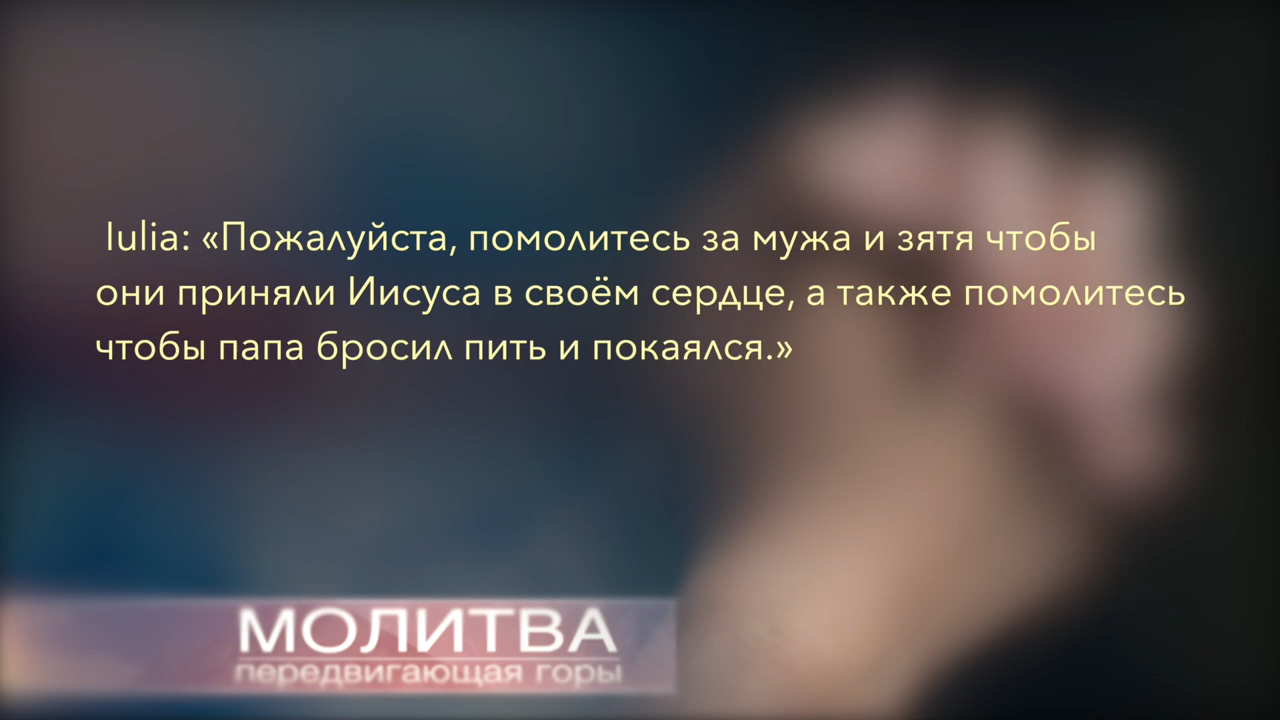 Iulia: «Пожалуйста, помолитесь за мужа и зятя чтобы
они приняли Иисуса в своём сердце, а также помолитесь
чтобы папа бросил пить и покаялся.»
МОЛИТВА
передвигающая горы